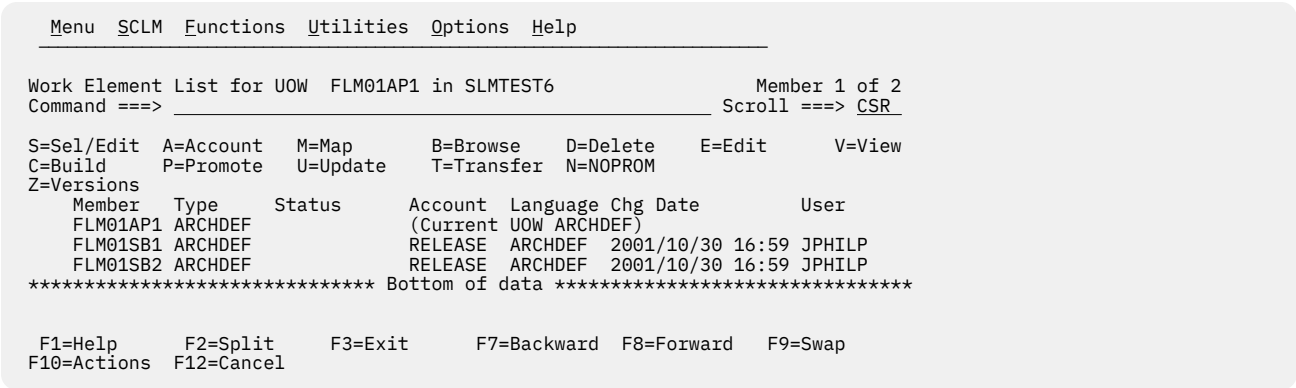 Menu SCLM Functions Utilities Options Help
Work Element List for UOW FLM01AP1 in SLMTEST6 Member 1 of 2
Command ===> Scroll ===> CSR
S=Sel/Edit A=Account M=Map B=Browse D=Delete E=Edit V=View
C=Build P=Promote U=Update T=Transfer N=NOPROM
Z=Versions
Member Type Status Account Language Chg Date User
FLM01AP1 ARCHDEF (Current UOW ARCHDEF)
FLM01SB1 ARCHDEF RELEASE ARCHDEF 2001/10/30 16:59 JPHILP
FLM01SB2 ARCHDEF RELEASE ARCHDEF 2001/10/30 16:59 JPHILP
******************************* Bottom of data ********************************
F1=Help F2=Split F3=Exit F7=Backward F8=Forward F9=Swap
F10=Actions F12=Cancel